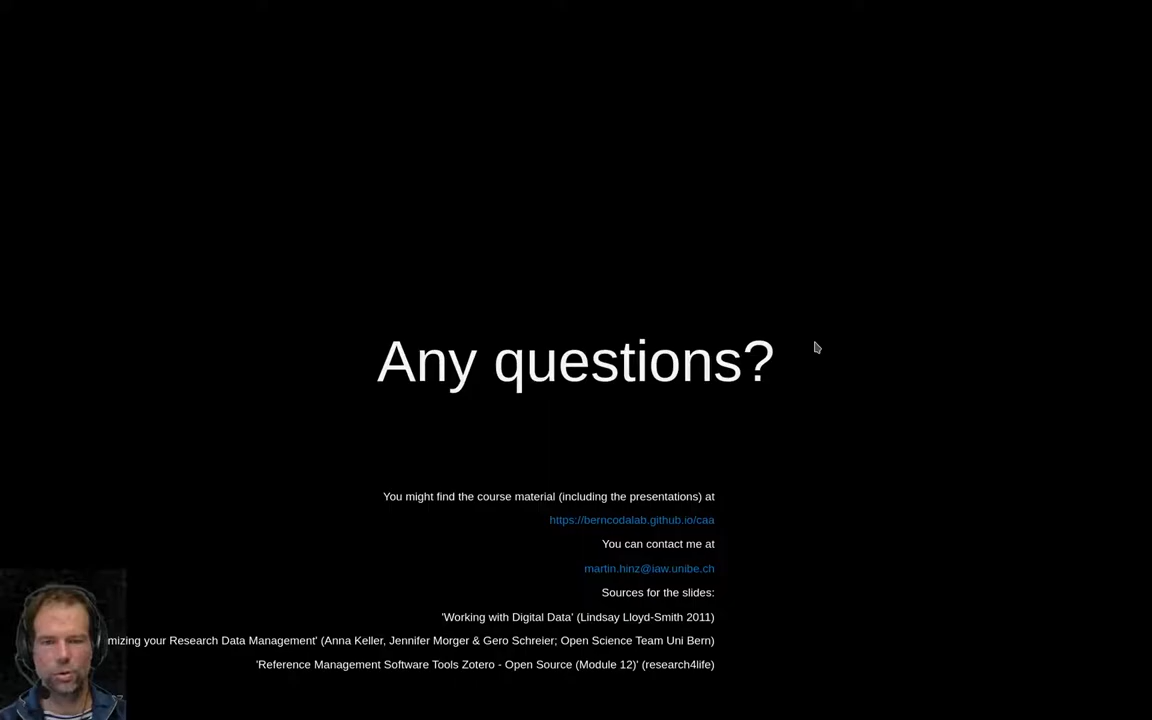 Any questions?
You might find the course material (including the presentations) at
https://berncodalab.github.io/caa
You can contact me at
martin.hinz@iaw.unibe.ch
Sources for the slides:
'Working with Digital Data' (Lindsay Lloyd-Smith 2011)
mizing your Research Data Management' (Anna Keller, Jennifer Morger & Gero Schreier; Open Science Team Uni Bern)
'Reference Management Software Tools Zotero - Open Source (Module 12)' (research4life)